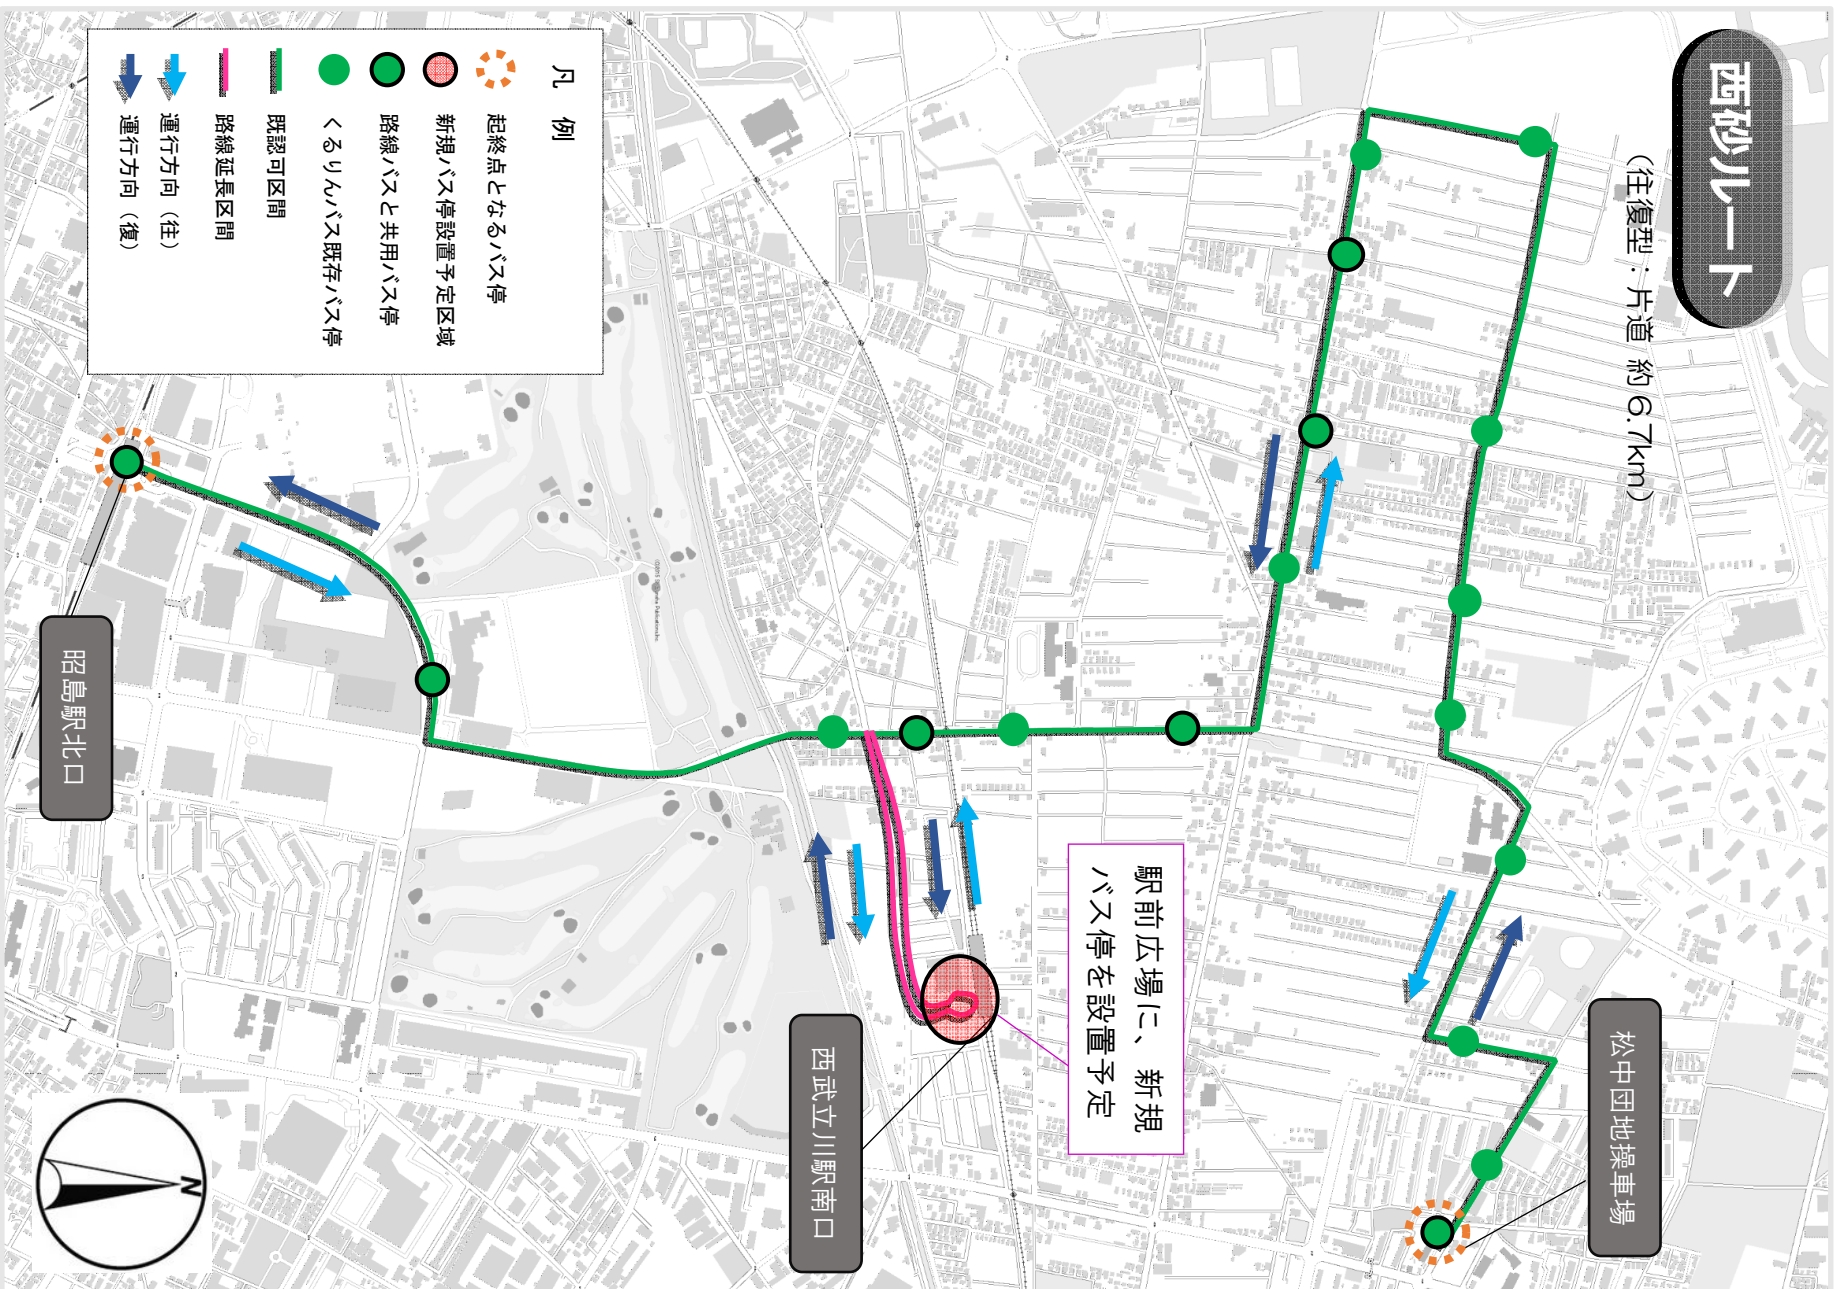 西砂ルート
（往復型：片道 約6.7km）
凡 例
起終点となるバス停
新規バス停設置予定区域
路線バスと共用バス停
くるりんバス既存バス停
既認可区間
路線延長区間
運行方向（往）
運行方向（復）
駅前広場に、新規
バス停を設置予定
松中団地操車場
西武立川駅南口
昭島駅北口
N